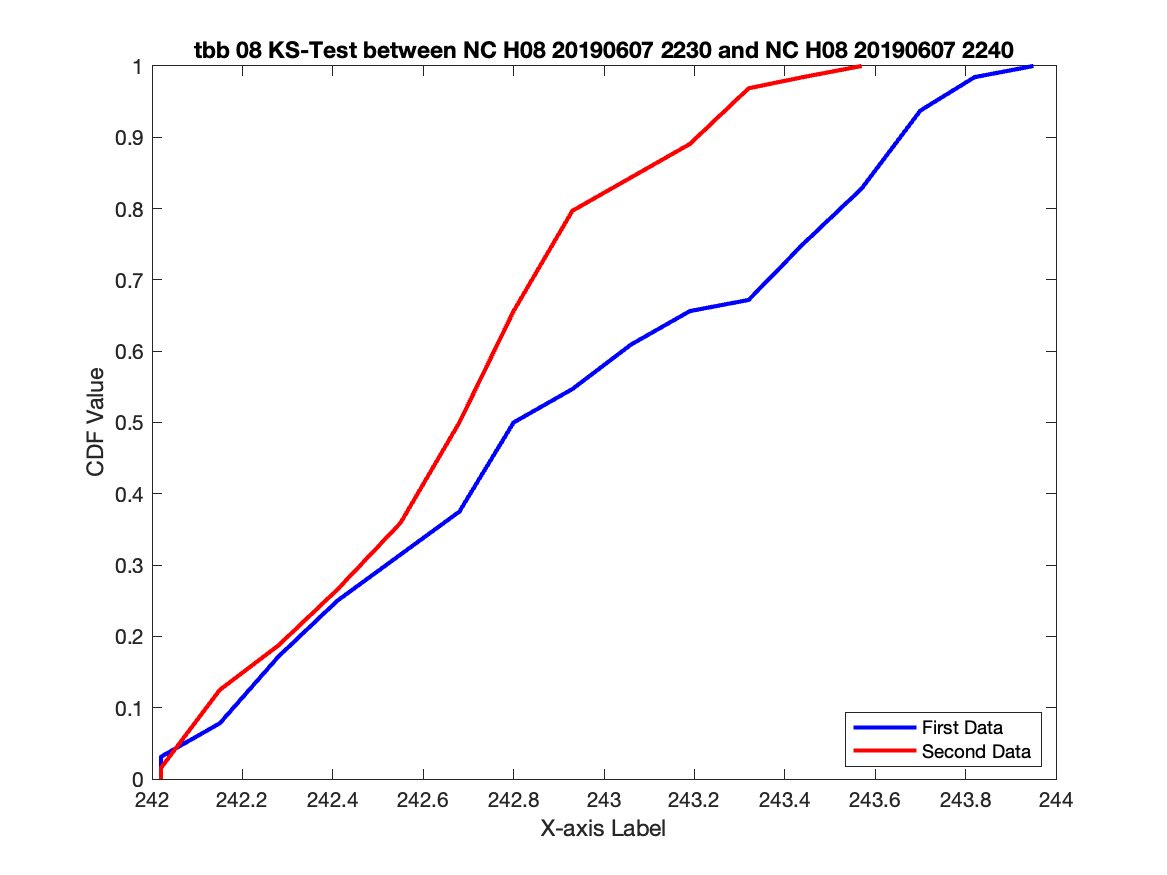 tbb 08 KS-Test between NC H08 20190607 2230 and NC H08 20190607 2240
1
0.9
0.8
0.7
0.6
0.5
0.4
0.3
0.2
0.1
0
CDF Value
First Data
Second Data
242 242.2 242.4 242.6 242.8 243 243.2 243.4 243.6 243.8 244
X-axis Label